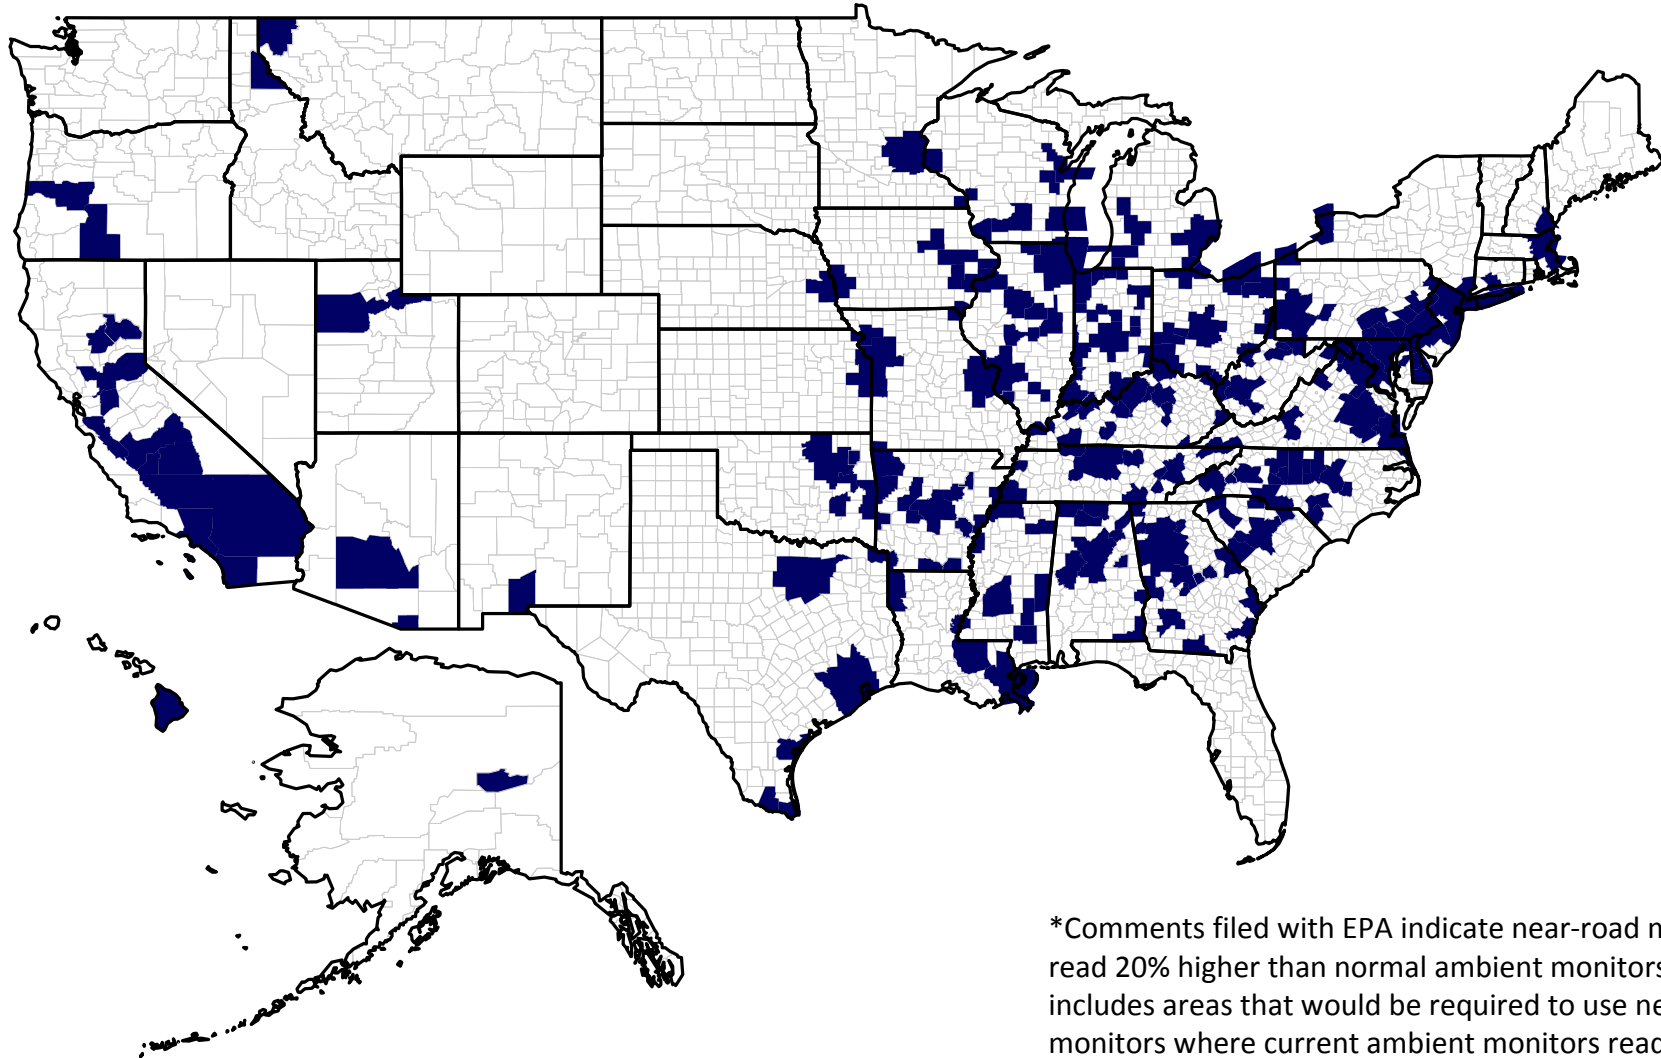 *Comments filed with EPA indicate near-road
read 20% higher than normal ambient monitors
includes areas that would be required to use
monitors where current ambient monitors read